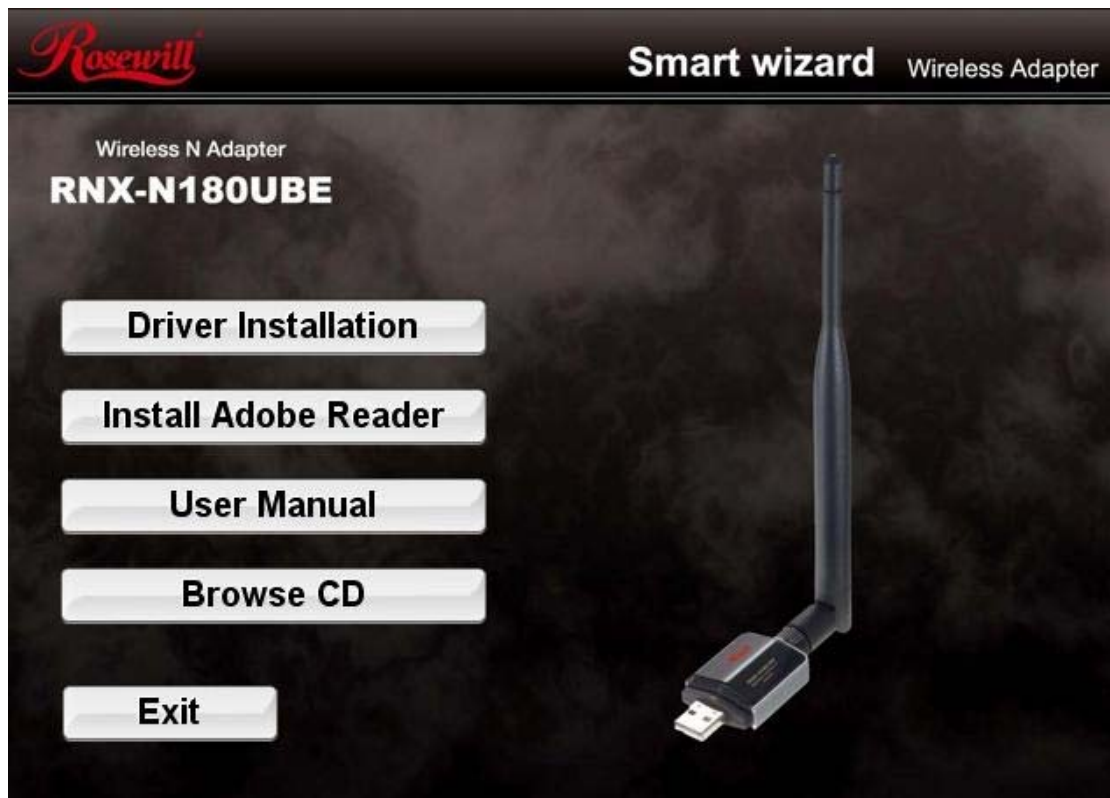 Rosewill
Smart wizard Wireless Adapter
Wireless N Adapter
RNX-N180UBE
Driver Installation
Install Adobe Reader
User Manual
Browse CD
Exit